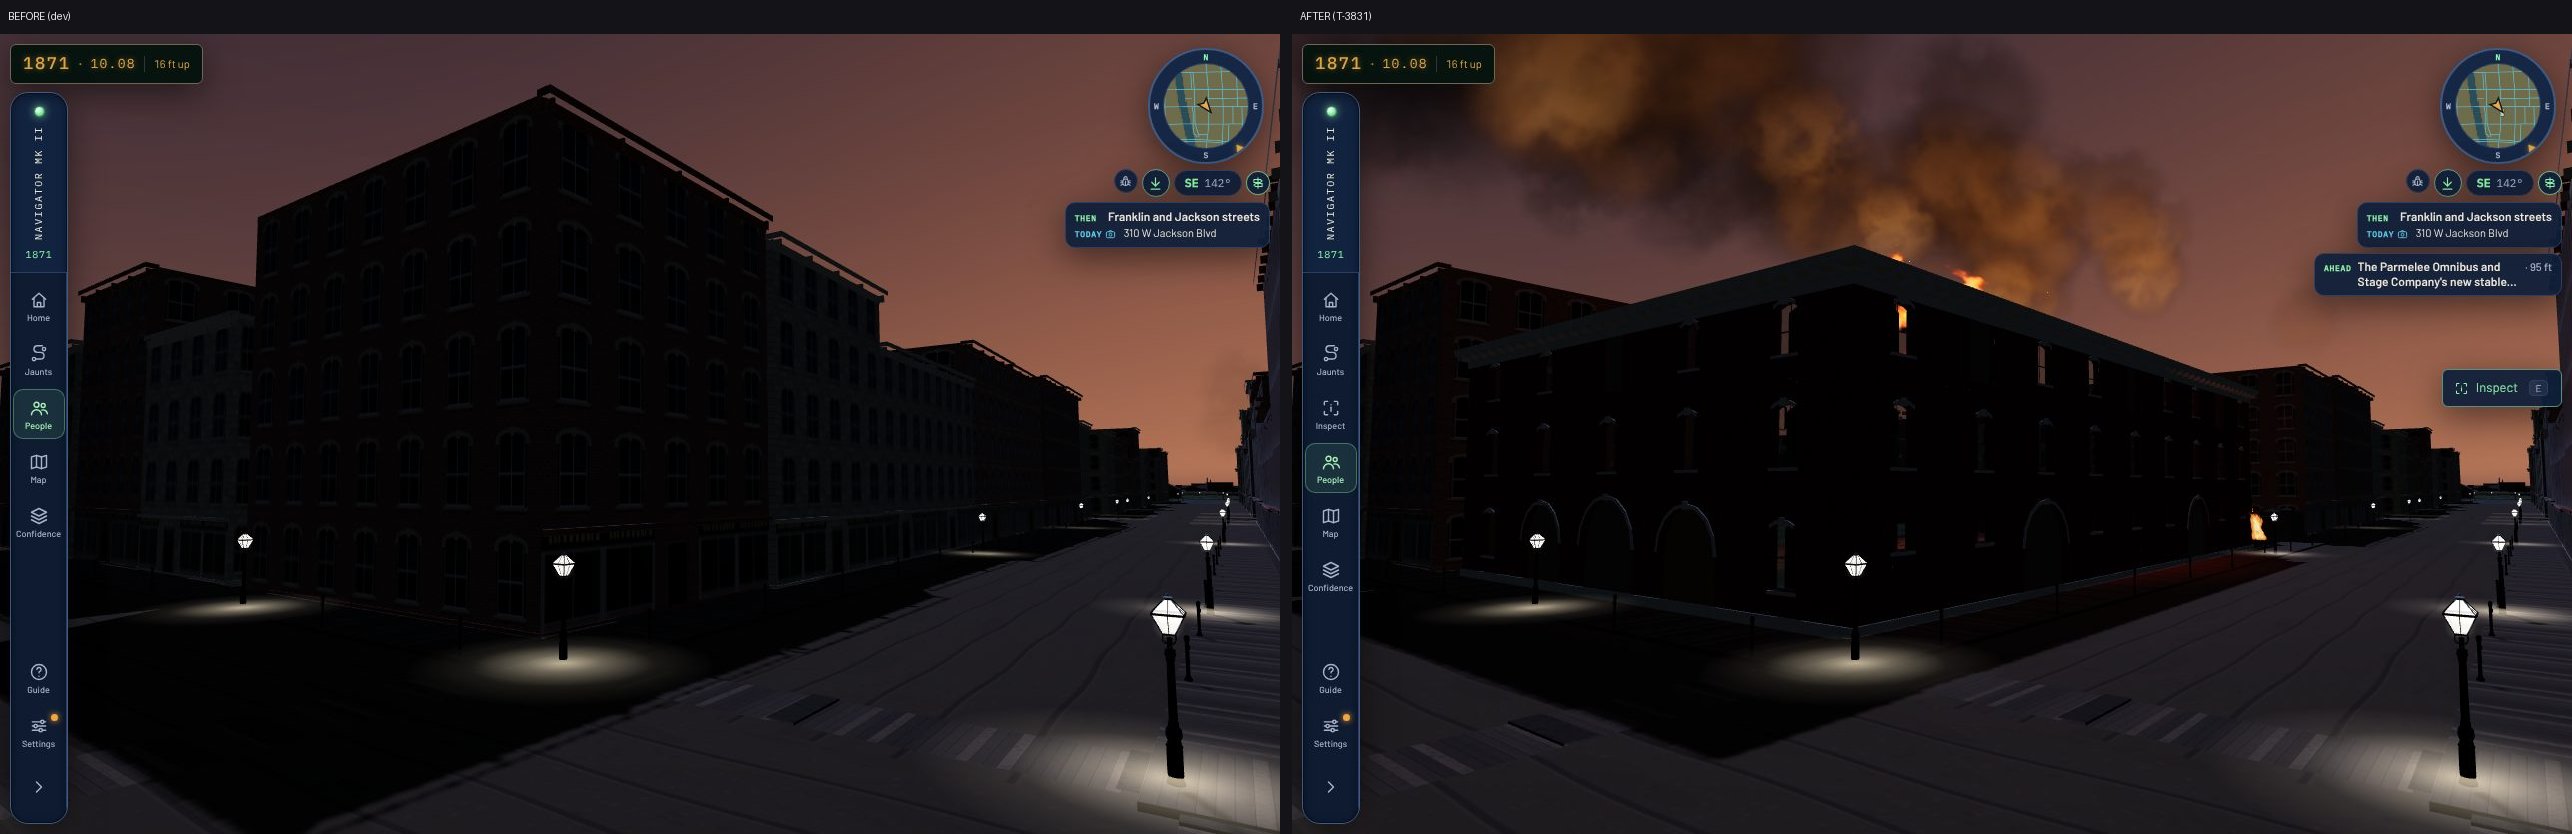 BEFORE (dev)
1871 · 10.08 16 ft up
NAVIGATOR MK II
1871
Home
Jaunts
People
Map
Confidence
Guide
Settings
N
W E
S
SE 142°
THEN Franklin and Jackson streets
TODAY 310 W Jackson Blvd
AFTER (T-3831)
1871 · 10.08 16 ft up
NAVIGATOR MK II
1871
Home
Jaunts
Inspect
People
Map
Confidence
Guide
Settings
N
W E
S
SE 142°
THEN Franklin and Jackson streets
TODAY 310 W Jackson Blvd
AHEAD The Parmelee Omnibus and · 95 ft
Stage Company's new stable...
Inspect E